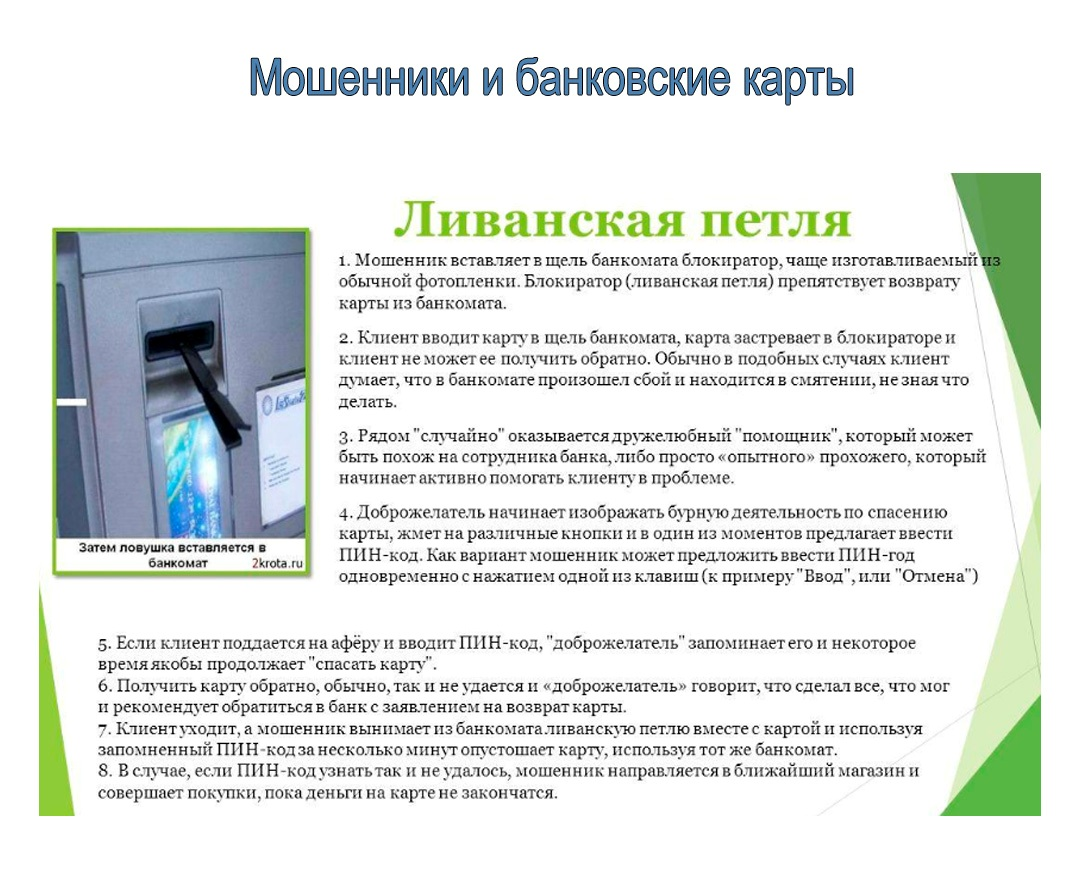 Мошенники и банковские карты
Ливанская петля
1. Мошенник вставляет в щель банкомата блокиратор, чаще изготавливаемый из
обычной фотопленки. Блокиратор (ливанская петля) препятствует возврату
карты из банкомата.
2. Клиент вводит карту в щель банкомата, карта застревает в блокираторе и
клиент не может ее получить обратно. Обычно в подобных случаях клиент
думает, что в банкомате произошел сбой и находится в смятении, не зная что
делать.
3. Рядом "случайно" оказывается дружелюбный "помощник", который может
быть похож на сотрудника банка, либо просто «опытного» прохожего, который
начинает активно помогать клиенту в проблеме.
4. Доброжелатель начинает изображать бурную деятельность по спасению
карты, жмет на различные кнопки и в один из моментов предлагает ввести
ПИН-код. Как вариант мошенник может предложить ввести ПИН-год
одновременно с нажатием одной из клавиш (к примеру "Ввод", или "Отмена")
Затем ловушка вставляется в
банкомат 2krota.ru
5. Если клиент поддается на афёру и вводит ПИН-код, "доброжелатель" запоминает его и некоторое
время якобы продолжает "спасать карту".
6. Получить карту обратно, обычно, так и не удается и «доброжелатель» говорит, что сделал все, что мог
и рекомендует обратиться в банк с заявлением на возврат карты.
7. Клиент уходит, а мошенник вынимает из банкомата ливанскую петлю вместе с картой и используя
запомненный ПИН-код за несколько минут опустошает карту, используя тот же банкомат.
8. В случае, если ПИН-код узнать так и не удалось, мошенник направляется в ближайший магазин и
совершает покупки, пока деньги на карте не закончатся.